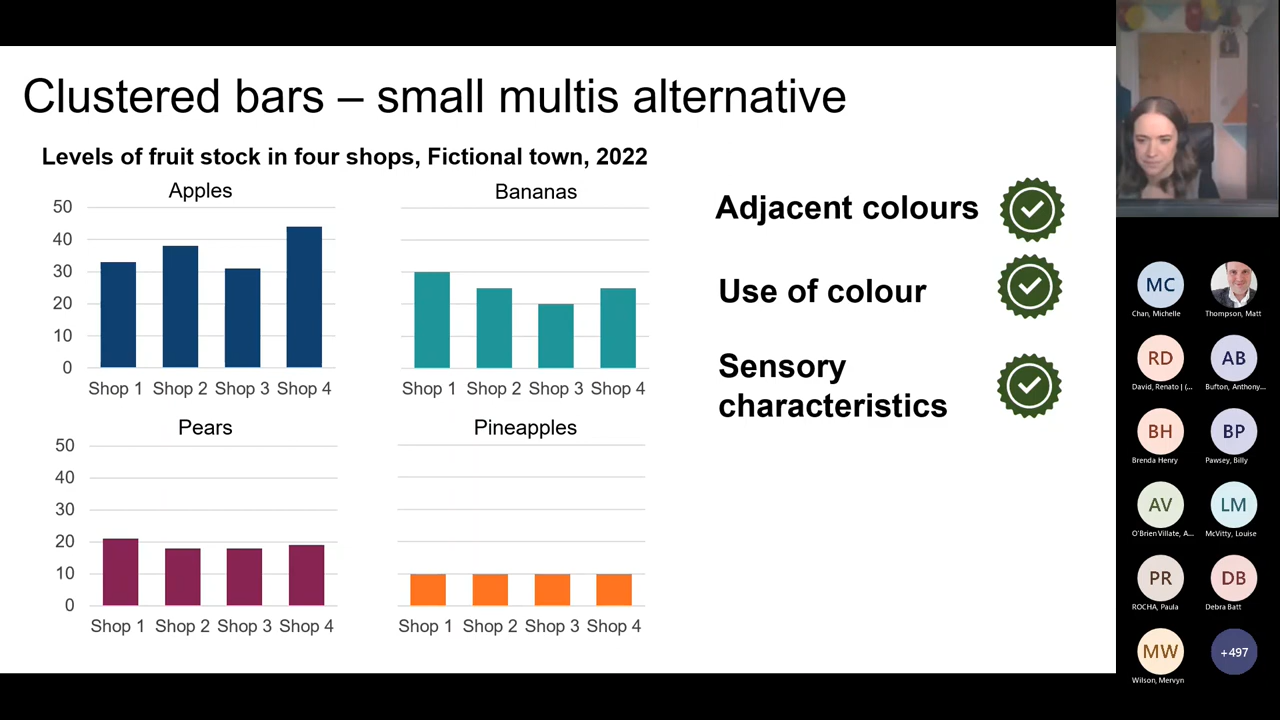 Clustered bars – small multis alternative
Levels of fruit stock in four shops, Fictional town, 2022
Apples
50
40
30
20
10
0
Shop 1 Shop 2 Shop 3 Shop 4
Bananas
Shop 1 Shop 2 Shop 3 Shop 4
Pears
50
40
30
20
10
0
Shop 1 Shop 2 Shop 3 Shop 4
Pineapples
Shop 1 Shop 2 Shop 3 Shop 4
Adjacent colours
Use of colour
Sensory
characteristics
MC
Chan, Michelle
Thompson, Matt
RD
David, Renato J (...
AB
Bufton, Anthony...
BH
Brenda Henry
BP
Pawsey, Billy
AV
O'Brien Villate, A...
LM
McVitty, Louise
PR
ROCHA, Paula
DB
Debra Batt
MW
Wilson, Mervyn
+497